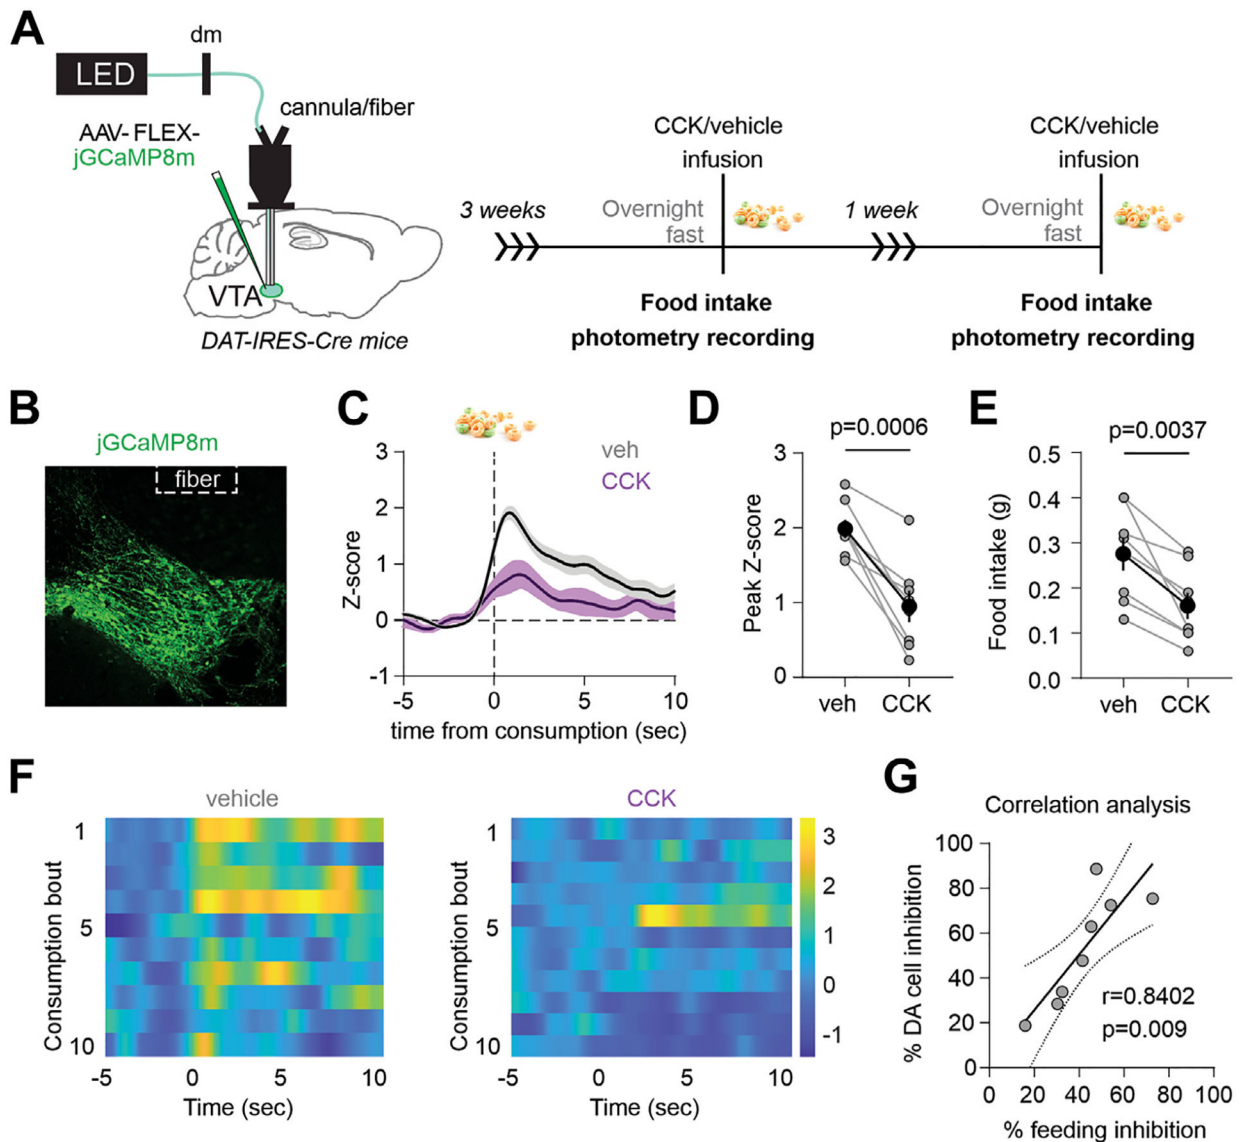 A
LED
dm
cannula/fiber
AAV- FLEX-
jGCaMP8m
VTA
DAT-IRES-Cre mice
3 weeks
Overnight
fast
CCK/vehicle
infusion
Food intake
photometry recording
1 week
Overnight
fast
CCK/vehicle
infusion
Food intake
photometry recording
B
jGCaMP8m
fiber
C
veh
CCK
Z-score
3
2
1
0
-1
-5
0
5
10
time from consumption (sec)
D
p=0.0006
Peak Z-score
3
2
1
0
veh
CCK
E
p=0.0037
Food intake (g)
0.5
0.4
0.3
0.2
0.1
0.0
veh
CCK
F
vehicle
Consumption bout
1
5
10
-5
0
5
10
Time (sec)
CCK
Consumption bout
1
5
10
-5
0
5
10
Time (sec)
3
2
1
0
-1
G
Correlation analysis
% DA cell inhibition
100
80
60
40
20
0
r=0.8402
p=0.009
0
20
40
60
80
100
% feeding inhibition